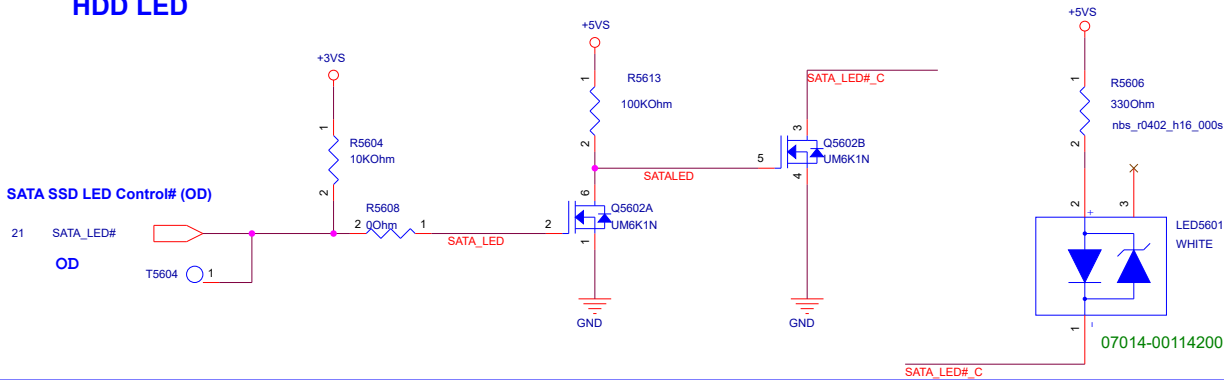 HDD LED
+5VS
+5VS
+3VS
1
R5613
100KOhm
2
SATA_LED#_C
1
R5606
330Ohm
nbs_r0402_h16_000s
2
1
R5604
10KOhm
2
3
Q5602B
UM6K1N
5
4
SATALED
SATA SSD LED Control# (OD)
6
Q5602A
UM6K1N
2
1
R5608
0Ohm
2
1
SATA_LED
21
SATA_LED#
OD
T5604
1
2
3
+
LED5601
WHITE
GND
GND
1
-
07014-00114200
SATA_LED#_C